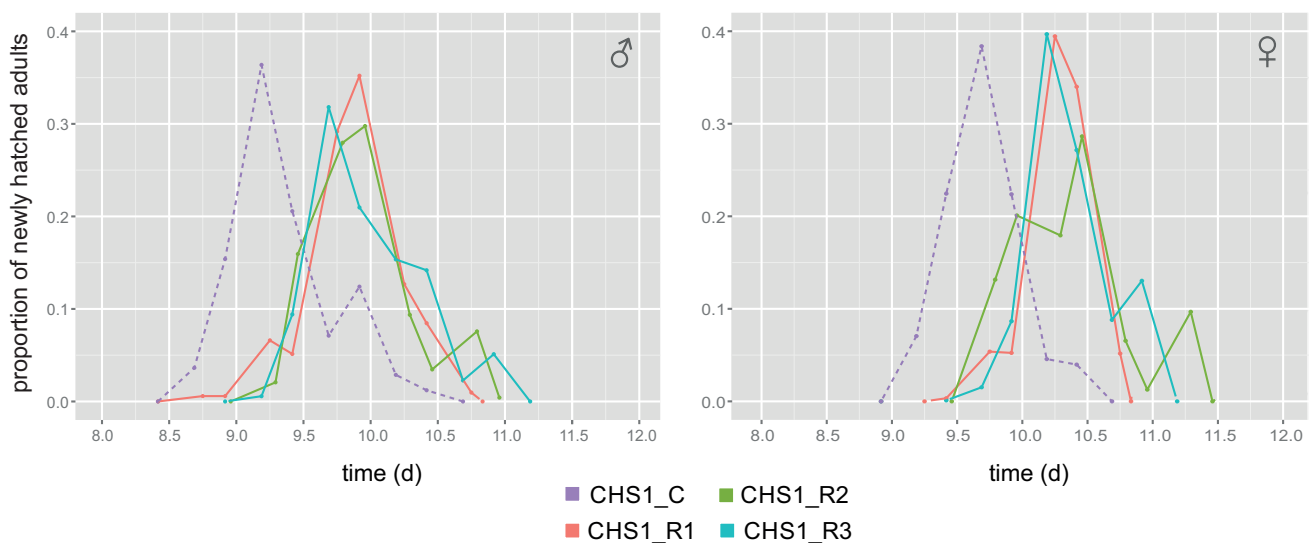 proportion of newly hatched adults
0.4
0.3
0.2
0.1
0.0
♂
8.0 8.5 9.0 9.5 10.0 10.5 11.0 11.5 12.0
time (d)
0.4
0.3
0.2
0.1
0.0
♀
8.0 8.5 9.0 9.5 10.0 10.5 11.0 11.5 12.0
time (d)
CHS1_C CHS1_R2
CHS1_R1 CHS1_R3